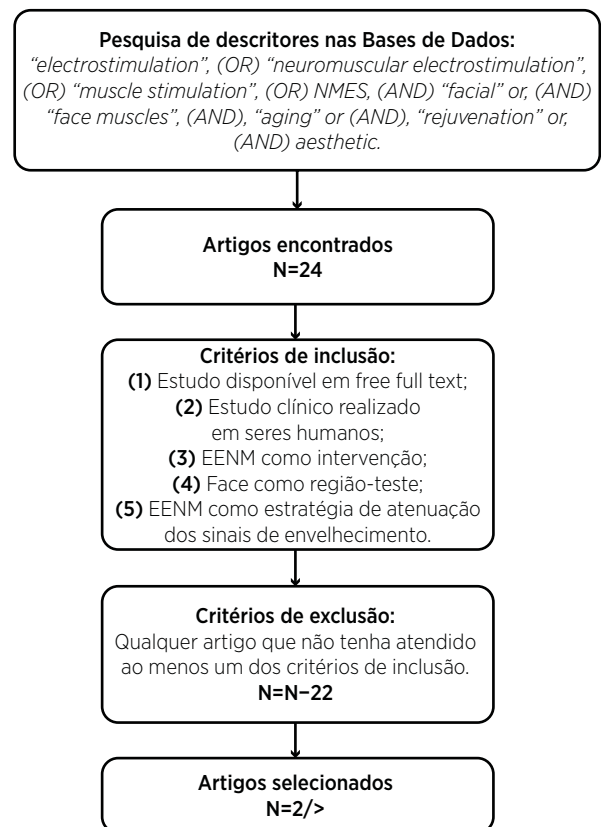 Pesquisa de descritores nas Bases de Dados:
“electrostimulation”, (OR) “neuromuscular electrostimulation”,
(OR) “muscle stimulation”, (OR) NMES, (AND) “facial” or, (AND)
“face muscles”, (AND), “aging” or (AND), “rejuvenation” or,
(AND) aesthetic.
Artigos encontrados
N=24
Critérios de inclusão:
(1) Estudo disponível em free full text;
(2) Estudo clínico realizado
em seres humanos;
(3) EENM como intervenção;
(4) Face como região-teste;
(5) EENM como estratégia de atenuação
dos sinais de envelhecimento.
Critérios de exclusão:
Qualquer artigo que não tenha atendido
ao menos um dos critérios de inclusão.
N=N−22
Artigos selecionados
N=2/>